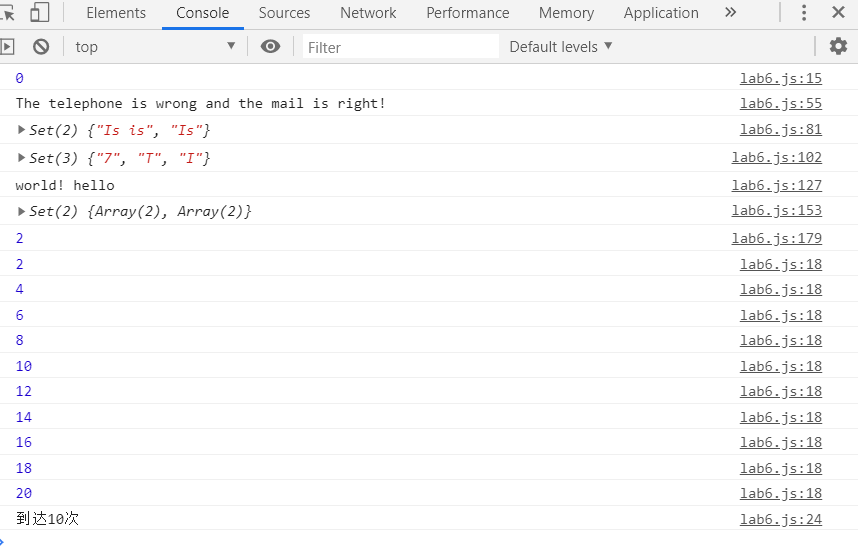 Elements Console Sources Network Performance Memory Application »
top Filter Default levels
0 lab6.js:15
The telephone is wrong and the mail is right! lab6.js:55
Set(2) {"Is is", "Is"} lab6.js:81
Set(3) {"7", "T", "I"} lab6.js:102
world! hello lab6.js:127
Set(2) {Array(2), Array(2)} lab6.js:153
2 lab6.js:179
2 lab6.js:18
4 lab6.js:18
6 lab6.js:18
8 lab6.js:18
10 lab6.js:18
12 lab6.js:18
14 lab6.js:18
16 lab6.js:18
18 lab6.js:18
20 lab6.js:18
到达10次 lab6.js:24